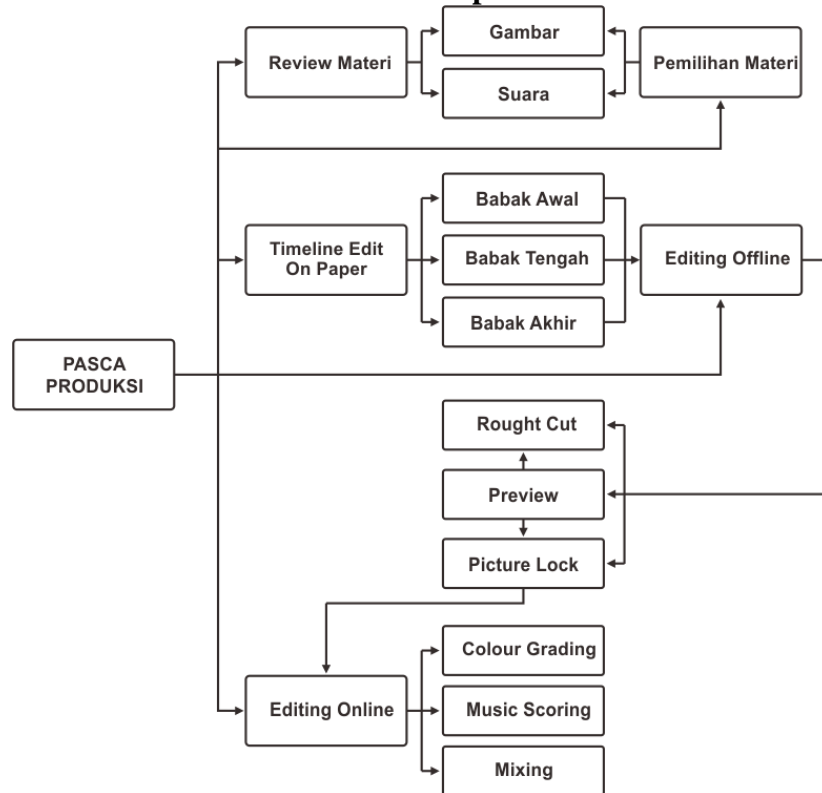 Review Materi
Gambar
Suara
Pemilihan Materi
Timeline Edit
On Paper
Babak Awal
Babak Tengah
Babak Akhir
Editing Offline
PASCA
PRODUKSI
Rought Cut
Preview
Picture Lock
Editing Online
Colour Grading
Music Scoring
Mixing